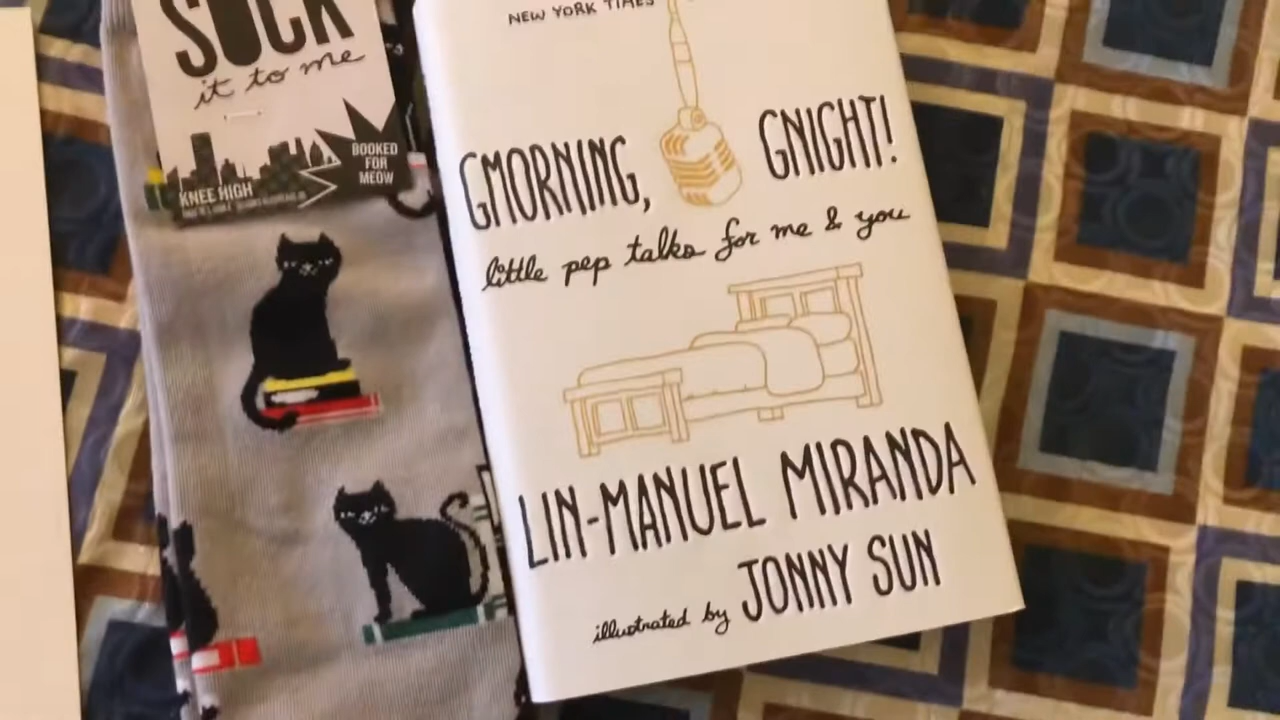 SOCK
it to me
BOOKED
FOR
MEOW
KNEE HIGH
NEW YORK TIMES
GMORNING, GNIGHT!
little pep talks for me & you
LIN-MANUEL MIRANDA
illustrated by JONNY SUN